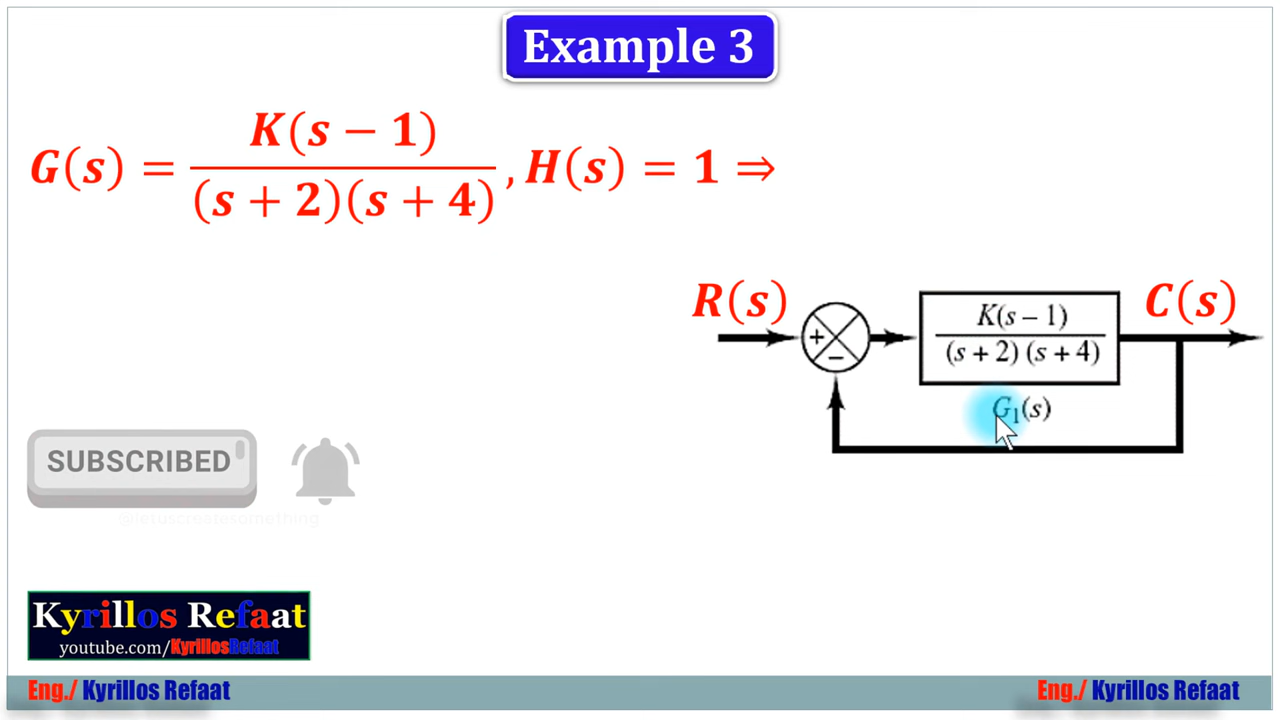 Example 3
G(s) = K(s − 1) / (s + 2)(s + 4) , H(s) = 1 ⇒
R(s)
+
−
K(s − 1)
(s + 2) (s + 4)
C(s)
G₁(s)
SUBSCRIBED
@letuscreatesomething
Kyrillos Refaat
youtube.com/KyrillosRefaat
Eng./ Kyrillos Refaat
Eng./ Kyrillos Refaat